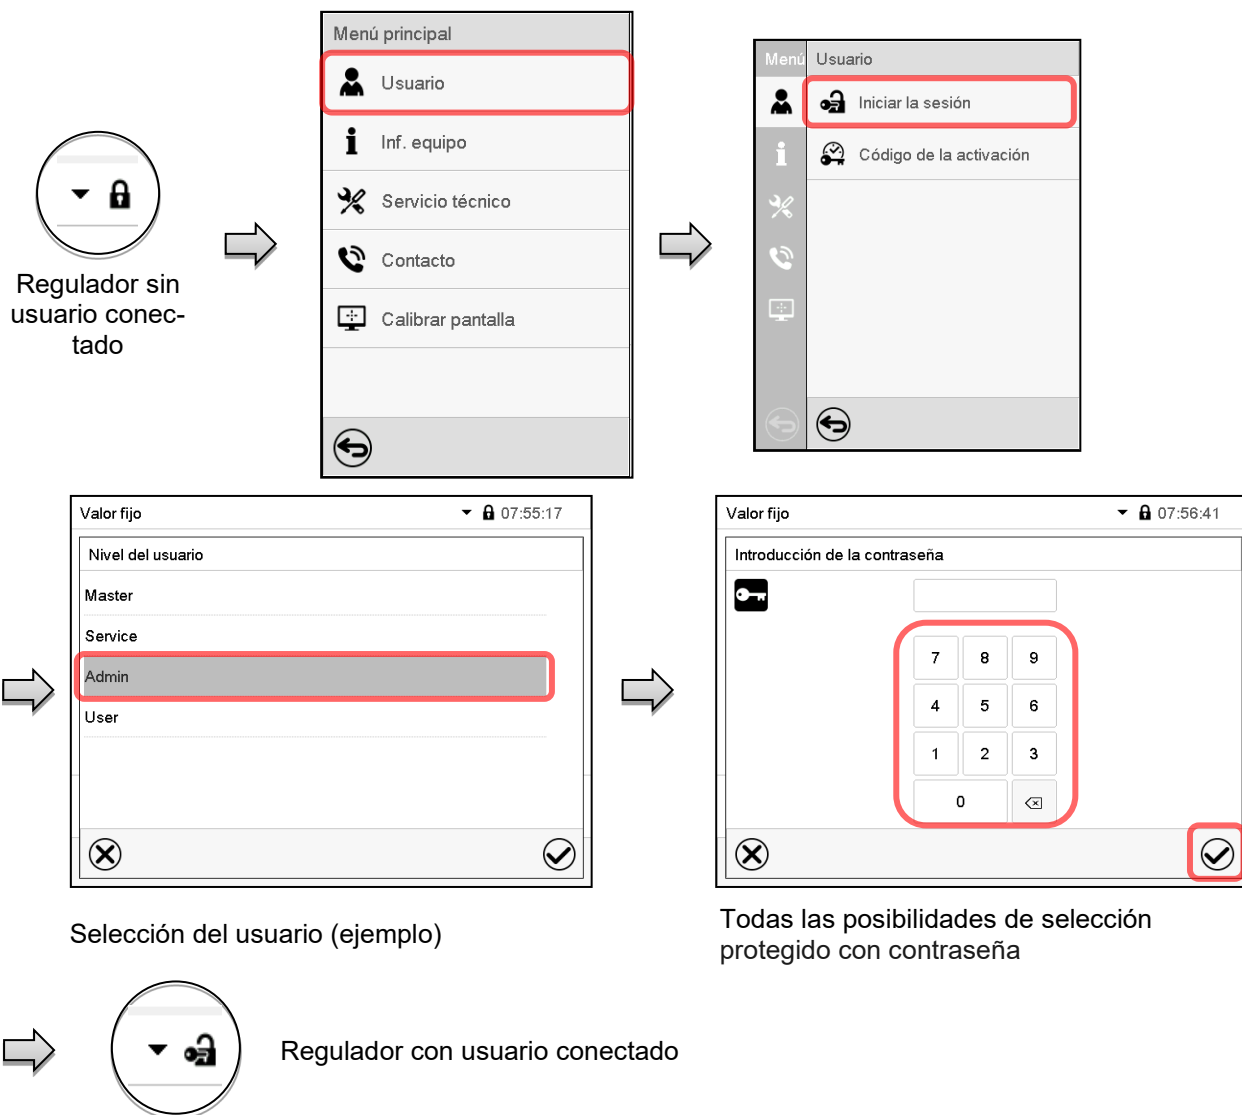 Regulador sin
usuario conec-
tado
Menú principal
Usuario
Inf. equipo
Servicio técnico
Contacto
Calibrar pantalla
Menú
Usuario
Iniciar la sesión
Código de la activación
Valor fijo
07:55:17
Nivel del usuario
Master
Service
Admin
User
Selección del usuario (ejemplo)
Valor fijo
07:56:41
Introducción de la contraseña
7 8 9
4 5 6
1 2 3
0
Todas las posibilidades de selección
protegido con contraseña
Regulador con usuario conectado